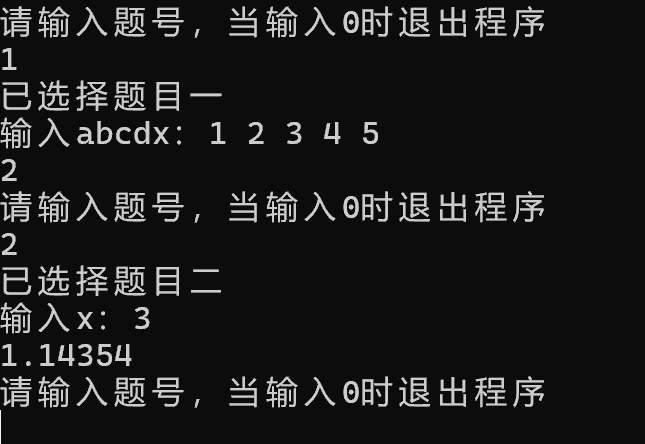 请输入题号，当输入0时退出程序
1
已选择题目一
输入abcdx：1 2 3 4 5
2
请输入题号，当输入0时退出程序
2
已选择题目二
输入x：3
1.14354
请输入题号，当输入0时退出程序